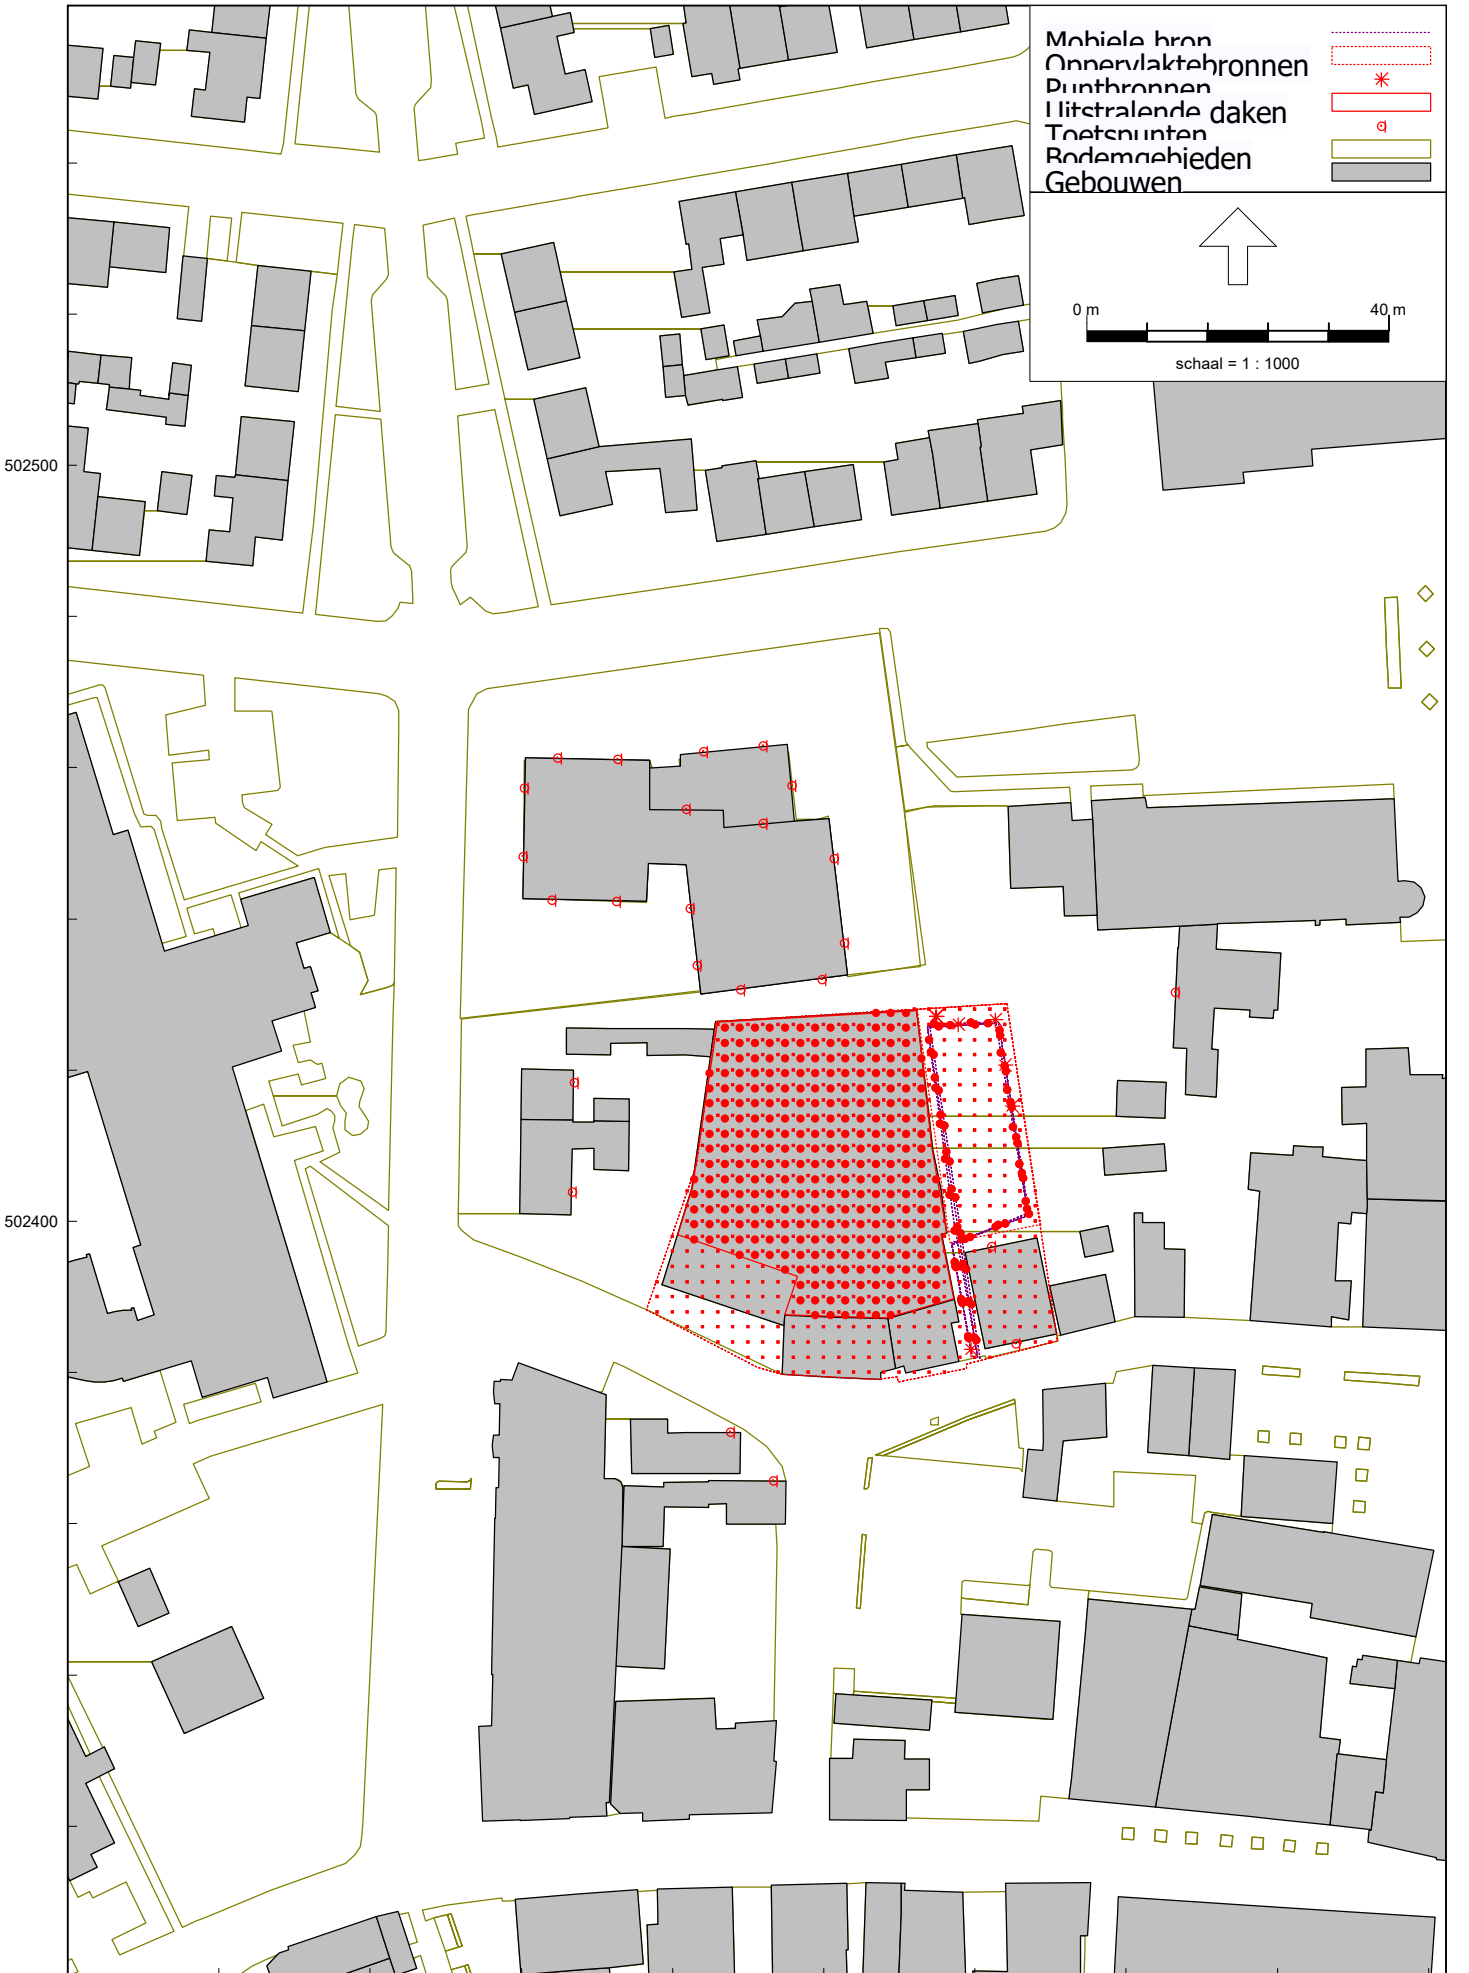 Mobiele bron
Oppervlaktebronnen
Puntbronnen
Uitstralende daken
Toetspunten
Bodemgebieden
Gebouwen
0 m 40 m
schaal = 1 : 1000
502500
502400